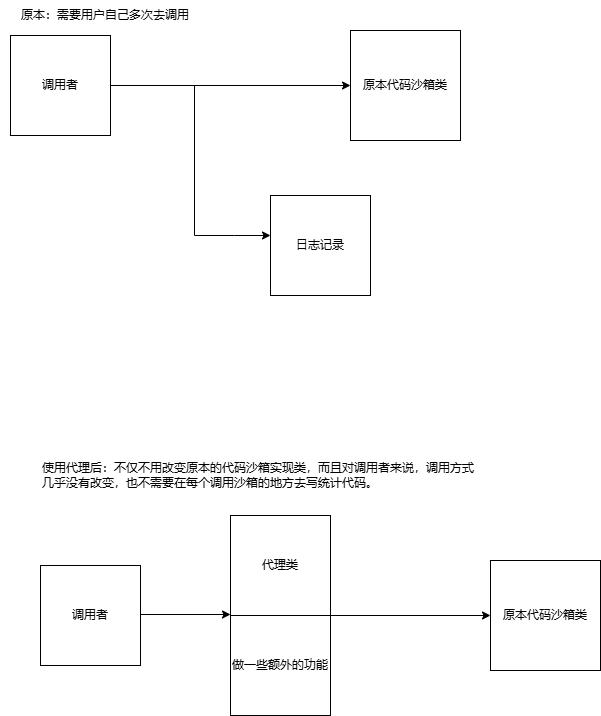 原本：需要用户自己多次去调用
调用者
原本代码沙箱类
日志记录
使用代理后：不仅不用改变原本的代码沙箱实现类，而且对调用者来说，调用方式
几乎没有改变，也不需要在每个调用沙箱的地方去写统计代码。
代理类
调用者
原本代码沙箱类
做一些额外的功能